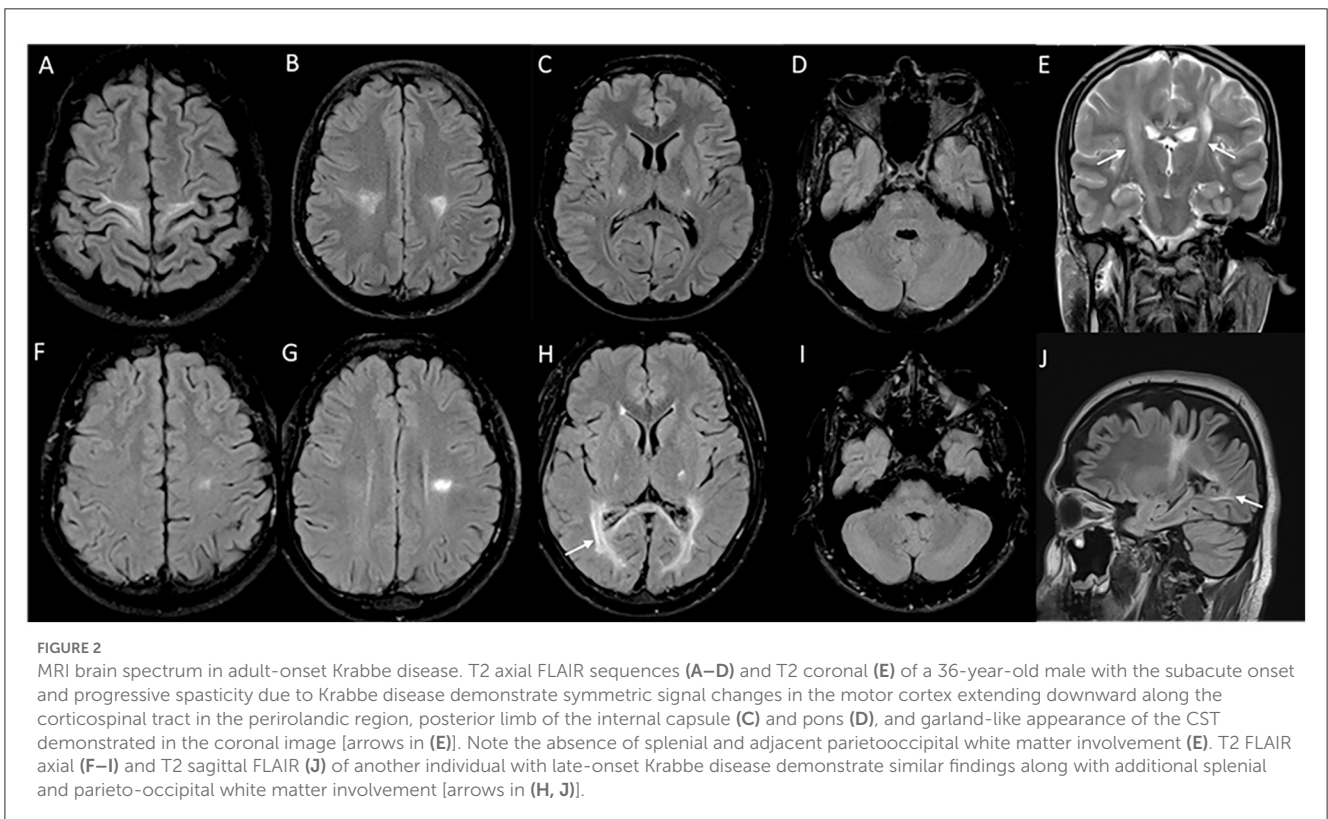 A
B
C
D
E
F
G
H
I
J
FIGURE 2
MRI brain spectrum in adult-onset Krabbe disease. T2 axial FLAIR sequences (A–D) and T2 coronal (E) of a 36-year-old male with the subacute onset
and progressive spasticity due to Krabbe disease demonstrate symmetric signal changes in the motor cortex extending downward along the
corticospinal tract in the perirolandic region, posterior limb of the internal capsule (C) and pons (D), and garland-like appearance of the CST
demonstrated in the coronal image [arrows in (E)]. Note the absence of splenial and adjacent parietooccipital white matter involvement (E). T2 FLAIR
axial (F–I) and T2 sagittal FLAIR (J) of another individual with late-onset Krabbe disease demonstrate similar findings along with additional splenial
and parieto-occipital white matter involvement [arrows in (H, J)].